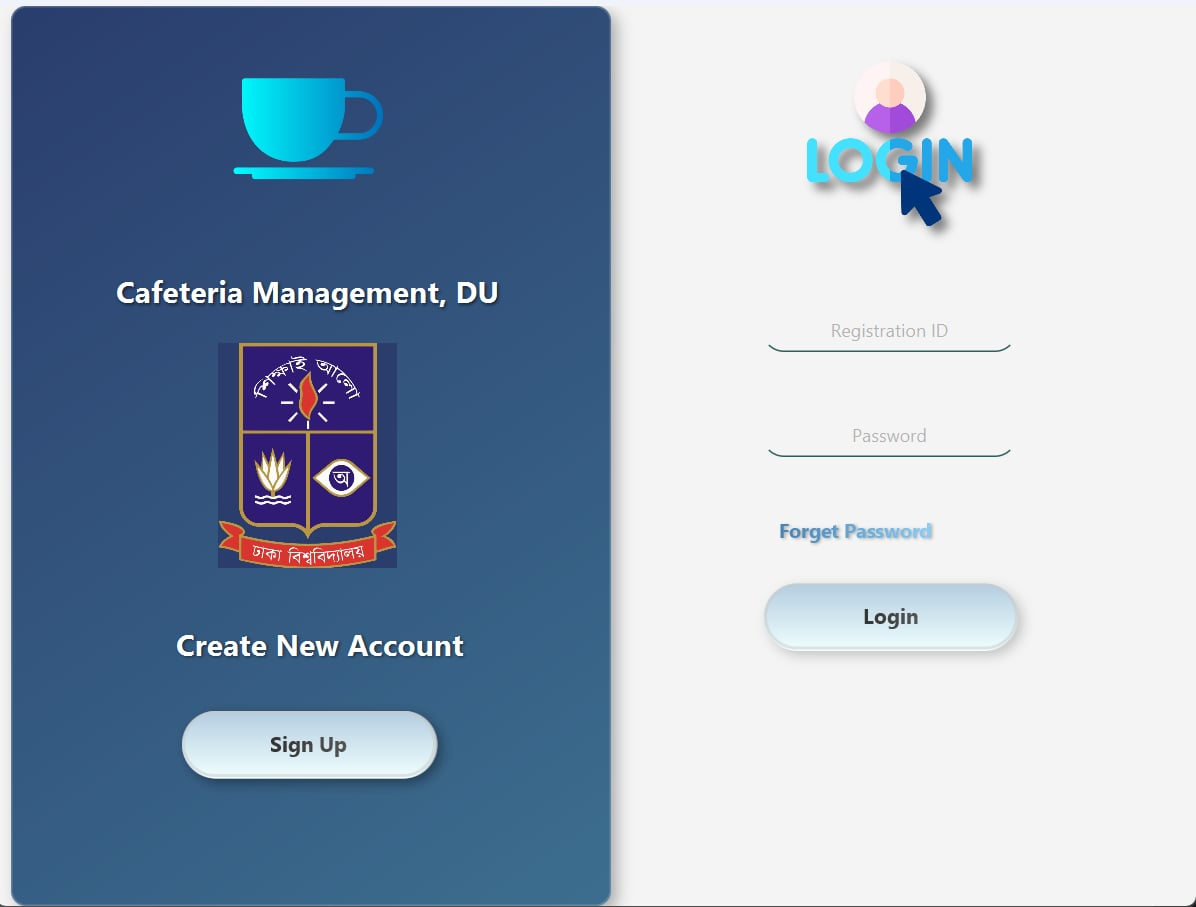 Cafeteria Management, DU
শিক্ষাই আলো
অ
ঢাকা বিশ্ববিদ্যালয়
Create New Account
Sign Up
LOGIN
Registration ID
Password
Forget Password
Login